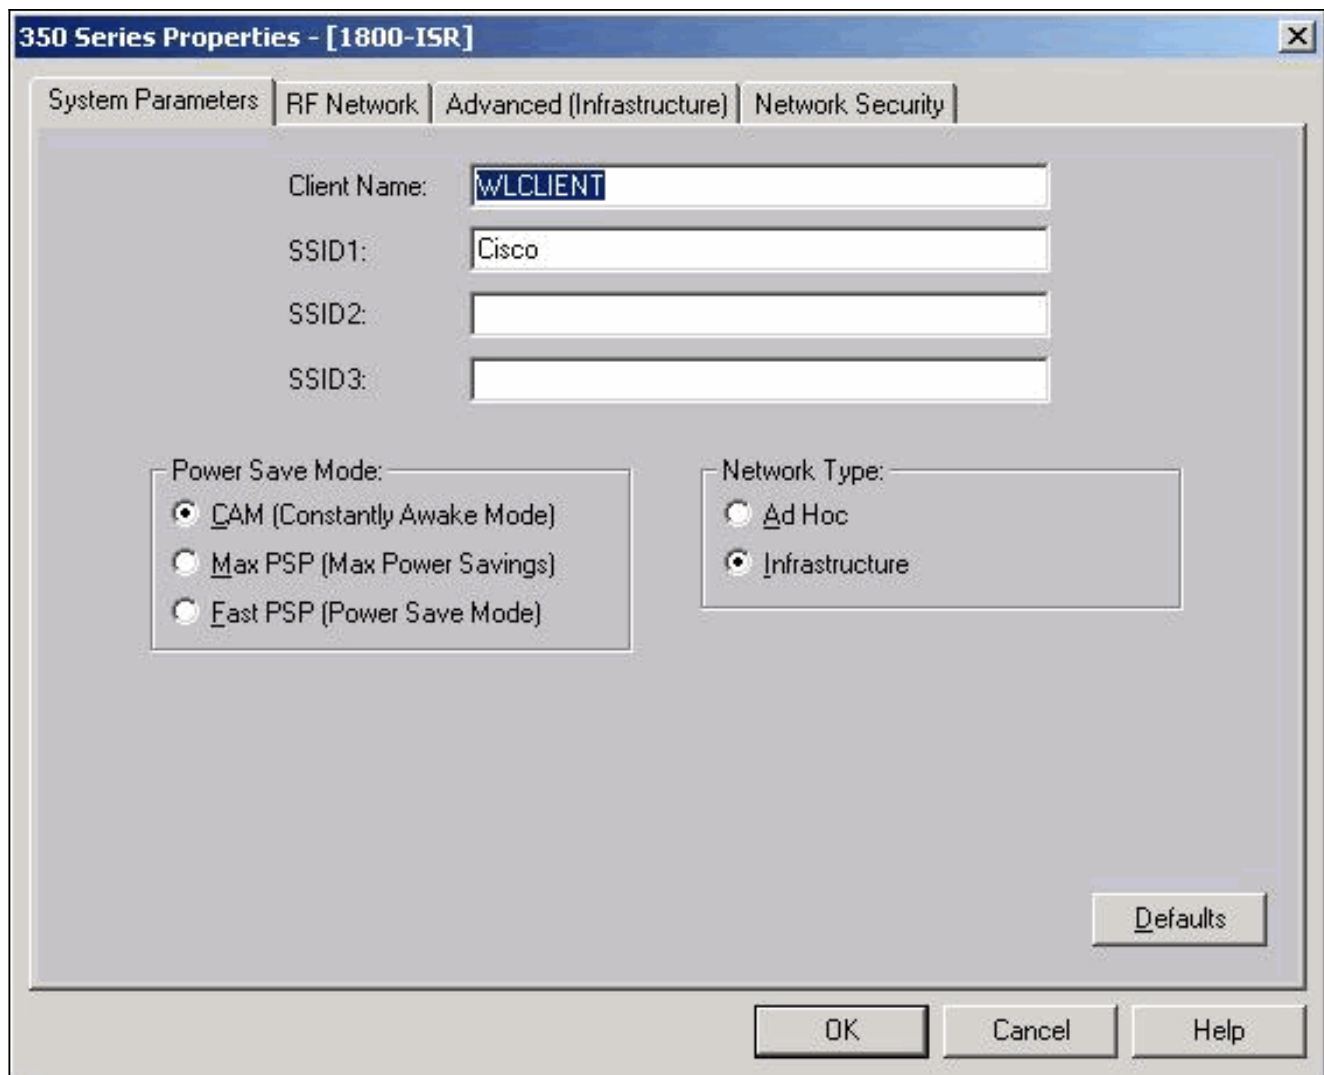 350 Series Properties - [1800-ISR]
System Parameters RF Network Advanced (Infrastructure) Network Security
Client Name: WLCLIENT
SSID1: Cisco
SSID2:
SSID3:
Power Save Mode:
CAM (Constantly Awake Mode)
Max PSP (Max Power Savings)
Fast PSP (Power Save Mode)
Network Type:
Ad Hoc
Infrastructure
Defaults
OK Cancel Help